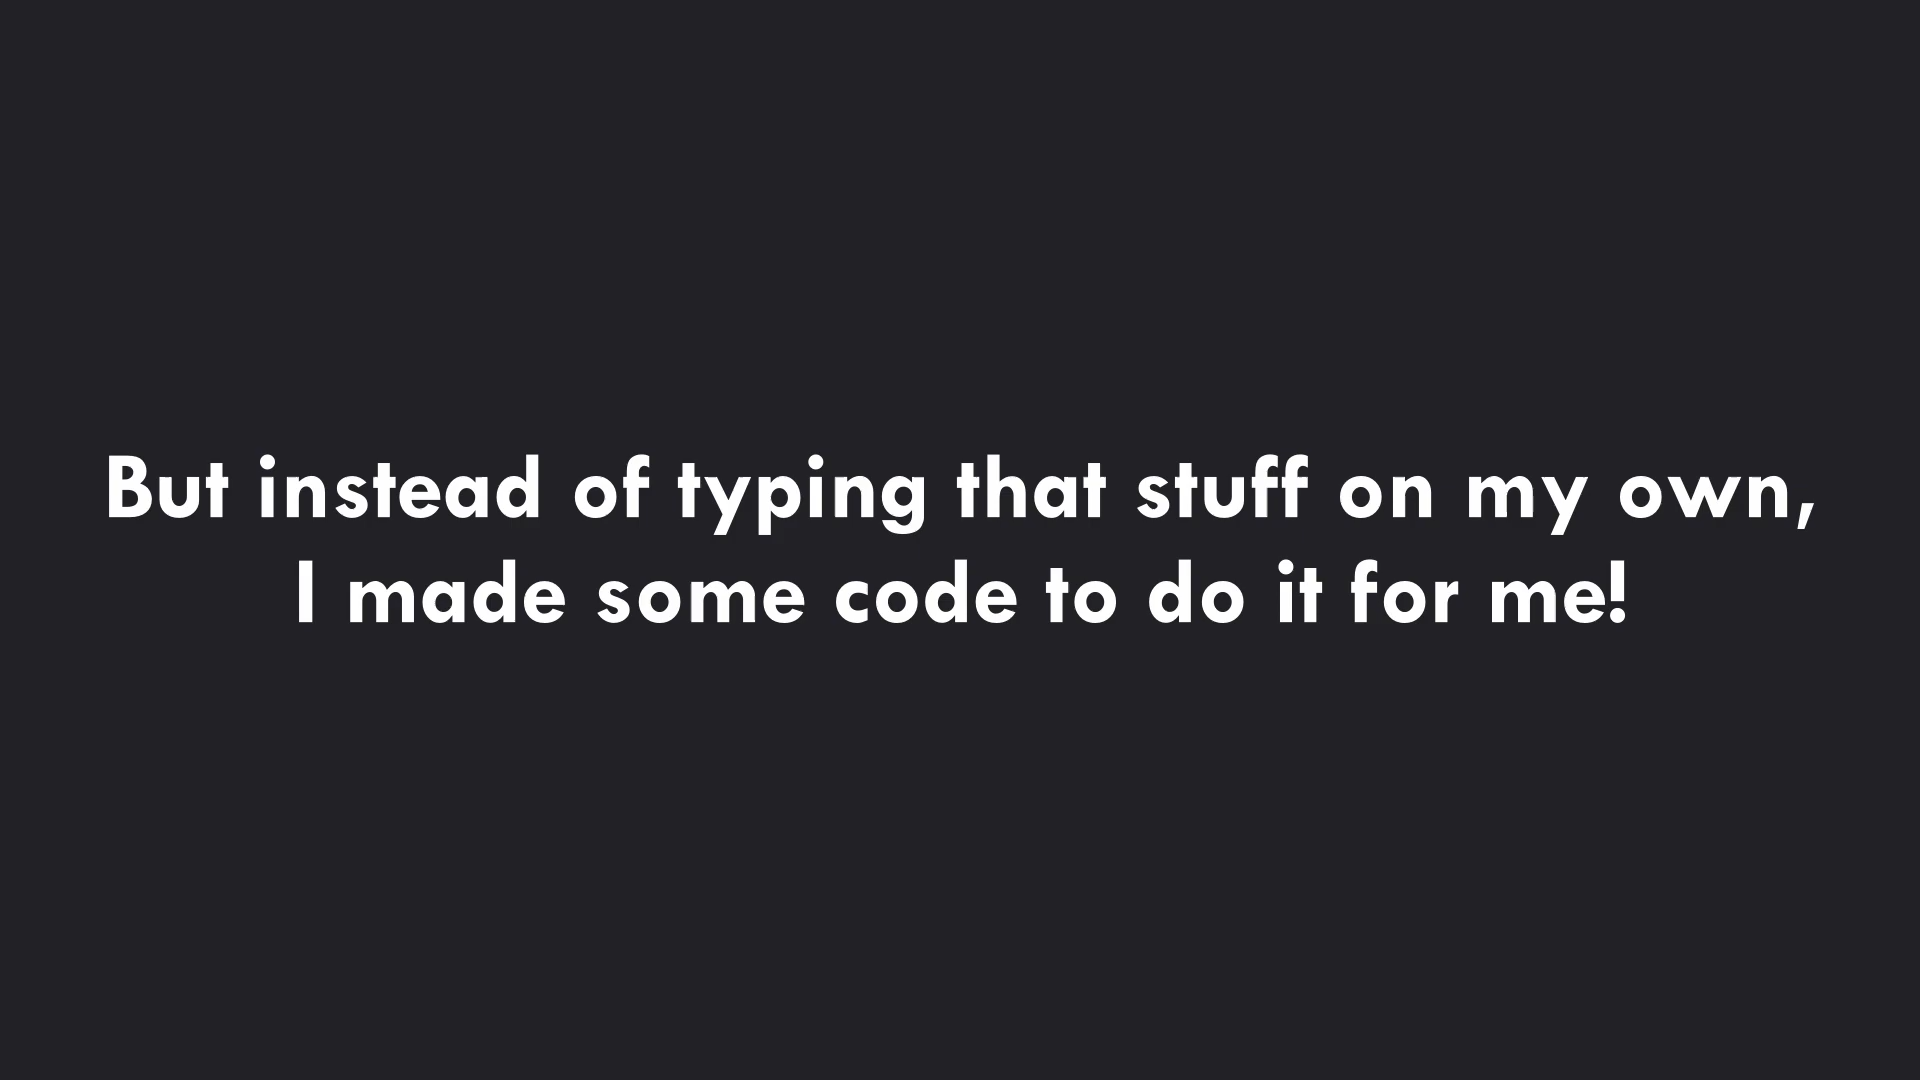 But instead of typing that stuff on my own,
I made some code to do it for me!